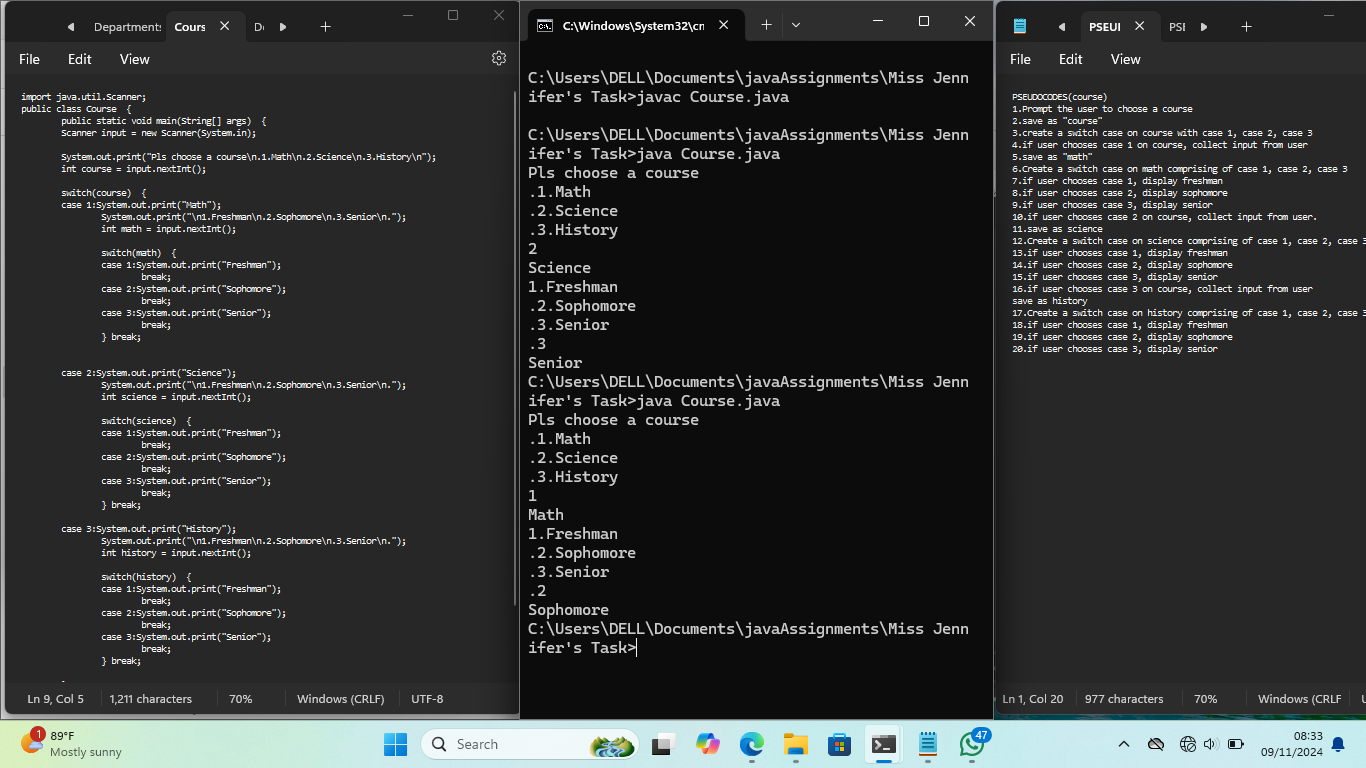 Departments
Cours
De
File
Edit
View
import java.util.Scanner;
public class Course  {
public static void main(String[] args)  {
Scanner input = new Scanner(System.in);
System.out.print("Pls choose a course\n.1.Math\n.2.Science\n.3.History\n");
int course = input.nextInt();
switch(course)  {
case 1:System.out.print("Math");
System.out.print("\n1.Freshman\n.2.Sophomore\n.3.Senior\n.");
int math = input.nextInt();
switch(math)  {
case 1:System.out.print("Freshman");
break;
case 2:System.out.print("Sophomore");
break;
case 3:System.out.print("Senior");
break;
} break;
case 2:System.out.print("Science");
System.out.print("\n1.Freshman\n.2.Sophomore\n.3.Senior\n.");
int science = input.nextInt();
switch(science)  {
case 1:System.out.print("Freshman");
break;
case 2:System.out.print("Sophomore");
break;
case 3:System.out.print("Senior");
break;
} break;
case 3:System.out.print("History");
System.out.print("\n1.Freshman\n.2.Sophomore\n.3.Senior\n.");
int history = input.nextInt();
switch(history)  {
case 1:System.out.print("Freshman");
break;
case 2:System.out.print("Sophomore");
break;
case 3:System.out.print("Senior");
break;
} break;
Ln 9, Col 5
1,211 characters
70%
Windows (CRLF)
UTF-8
C:\Windows\System32\cm
C:\Users\DELL\Documents\javaAssignments\Miss Jenn
ifer's Task>javac Course.java
C:\Users\DELL\Documents\javaAssignments\Miss Jenn
ifer's Task>java Course.java
Pls choose a course
.1.Math
.2.Science
.3.History
2
Science
1.Freshman
.2.Sophomore
.3.Senior
.3
Senior
C:\Users\DELL\Documents\javaAssignments\Miss Jenn
ifer's Task>java Course.java
Pls choose a course
.1.Math
.2.Science
.3.History
1
Math
1.Freshman
.2.Sophomore
.3.Senior
.2
Sophomore
C:\Users\DELL\Documents\javaAssignments\Miss Jenn
ifer's Task>
PSEUI
PSI
File
Edit
View
PSEUDOCODES(course)
1.Prompt the user to choose a course
2.save as "course"
3.create a switch case on course with case 1, case 2, case 3
4.if user chooses case 1 on course, collect input from user
5.save as "math"
6.Create a switch case on math comprising of case 1, case 2, case 3
7.if user chooses case 1, display freshman
8.if user chooses case 2, display sophomore
9.if user chooses case 3, display senior
10.if user chooses case 2 on course, collect input from user.
11.save as science
12.Create a switch case on science comprising of case 1, case 2, case 3
13.if user chooses case 1, display freshman
14.if user chooses case 2, display sophomore
15.if user chooses case 3, display senior
16.if user chooses case 3 on course, collect input from user
save as history
17.Create a switch case on history comprising of case 1, case 2, case 3
18.if user chooses case 1, display freshman
19.if user chooses case 2, display sophomore
20.if user chooses case 3, display senior
Ln 1, Col 20
977 characters
70%
Windows (CRLF
1
89°F
Mostly sunny
Search
47
08:33
09/11/2024